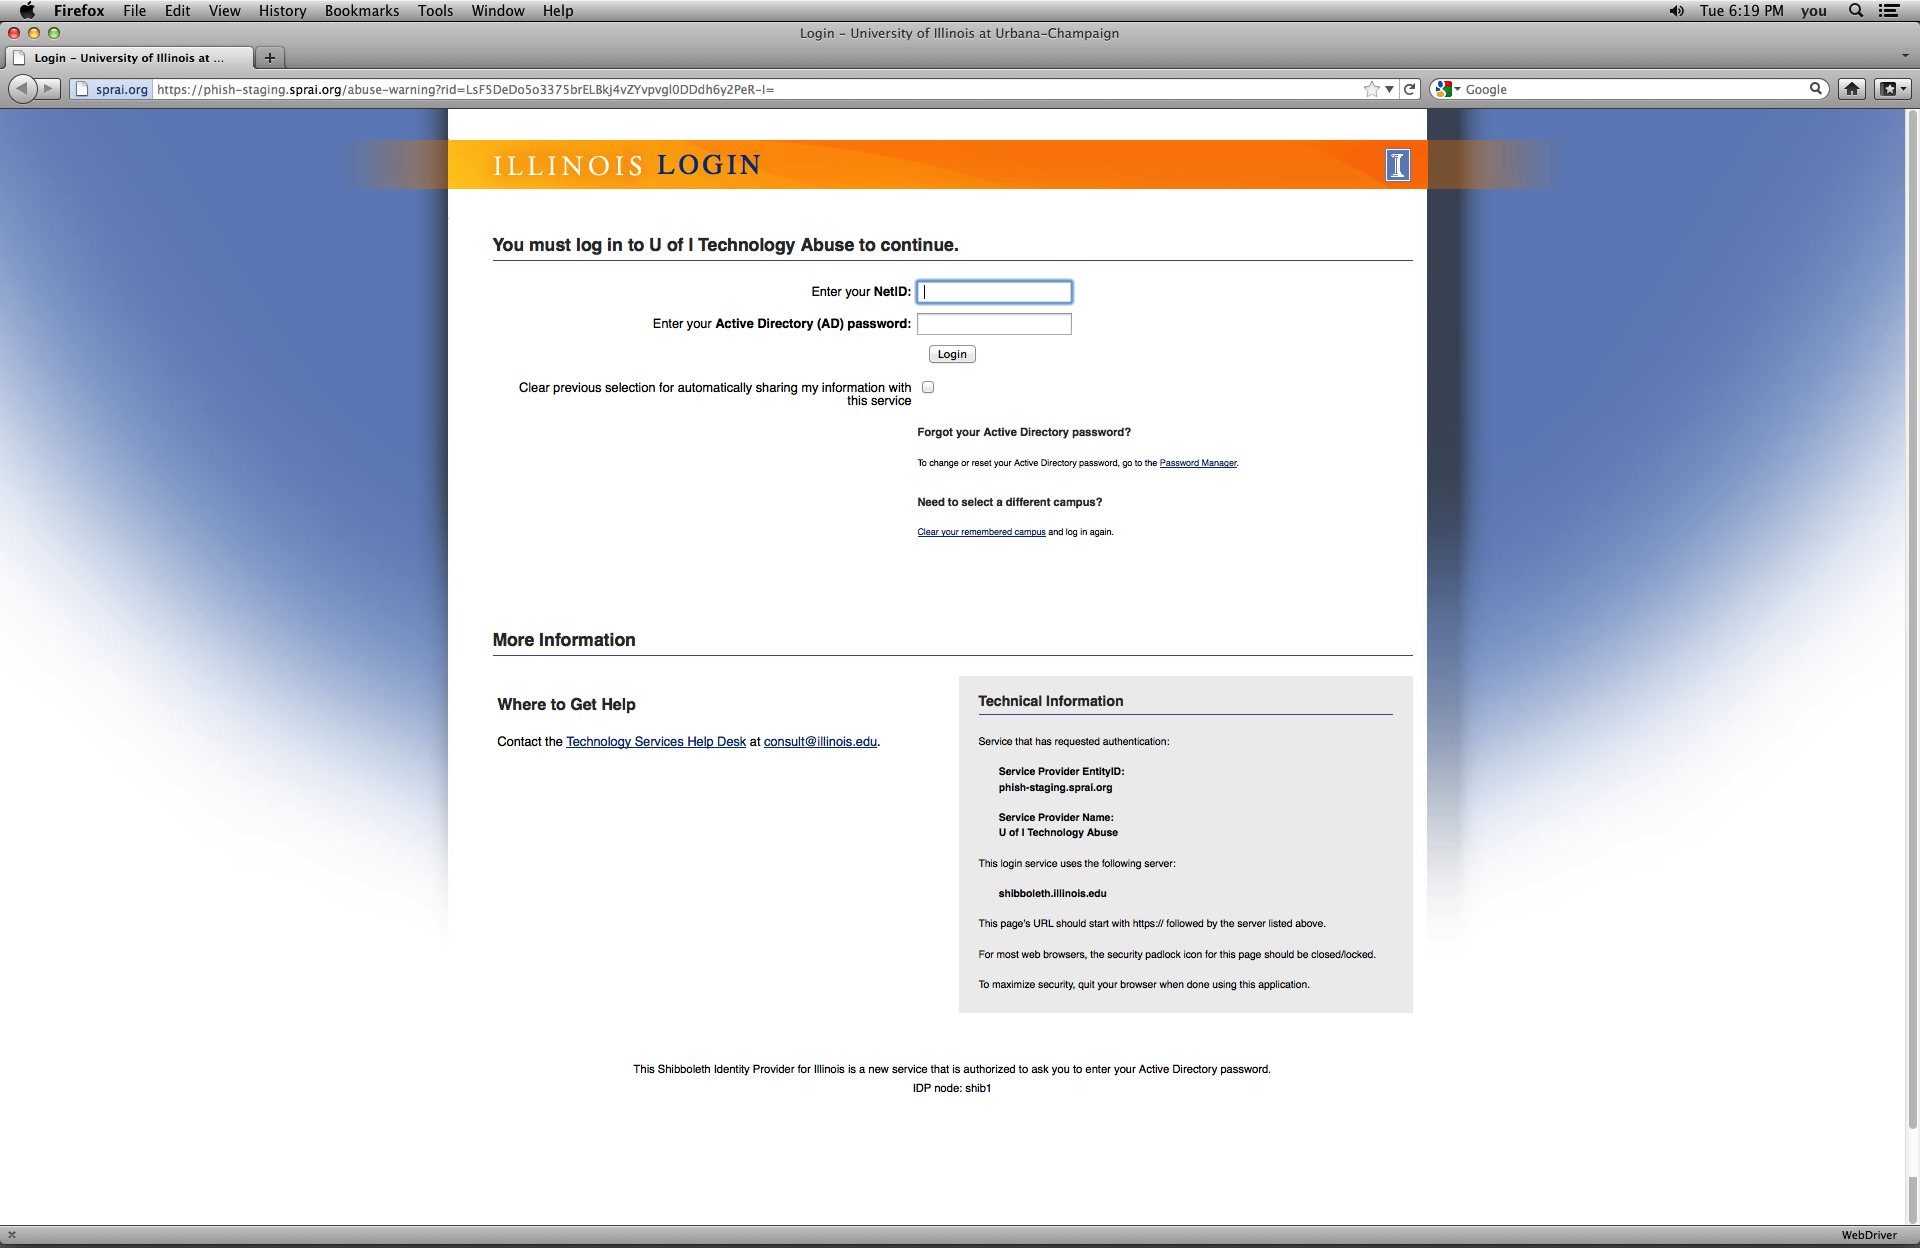 Firefox File Edit View History Bookmarks Tools Window Help Tue 6:19 PM you
Login – University of Illinois at Urbana–Champaign
Login – University of Illinois at ... +
sprai.org https://phish-staging.sprai.org/abuse-warning?rid=LsF5DeDo5o3375brELBkj4vZYvpvgl0DDdh6y2PeR-I= Google
ILLINOIS LOGIN I
You must log in to U of I Technology Abuse to continue.
Enter your NetID:
Enter your Active Directory (AD) password:
Login
Clear previous selection for automatically sharing my information with
this service
Forgot your Active Directory password?
To change or reset your Active Directory password, go to the Password Manager.
Need to select a different campus?
Clear your remembered campus and log in again.
More Information
Where to Get Help
Contact the Technology Services Help Desk at consult@illinois.edu.
Technical Information
Service that has requested authentication:
Service Provider EntityID:
phish-staging.sprai.org
Service Provider Name:
U of I Technology Abuse
This login service uses the following server:
shibboleth.illinois.edu
This page's URL should start with https:// followed by the server listed above.
For most web browsers, the security padlock icon for this page should be closed/locked.
To maximize security, quit your browser when done using this application.
This Shibboleth Identity Provider for Illinois is a new service that is authorized to ask you to enter your Active Directory password.
IDP node: shib1
WebDriver